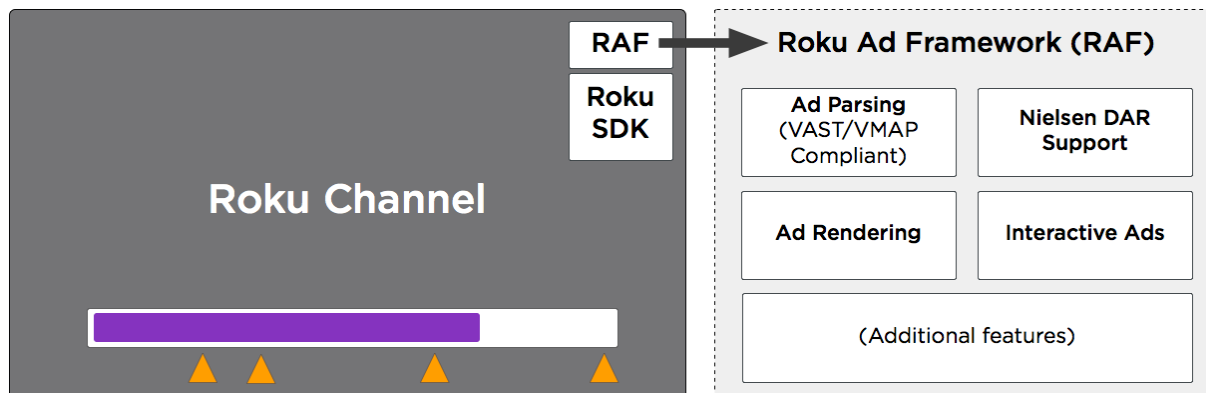 RAF
Roku
SDK
Roku Channel
Roku Ad Framework (RAF)
Ad Parsing
(VAST/VMAP
Compliant)
Nielsen DAR
Support
Ad Rendering
Interactive Ads
(Additional features)